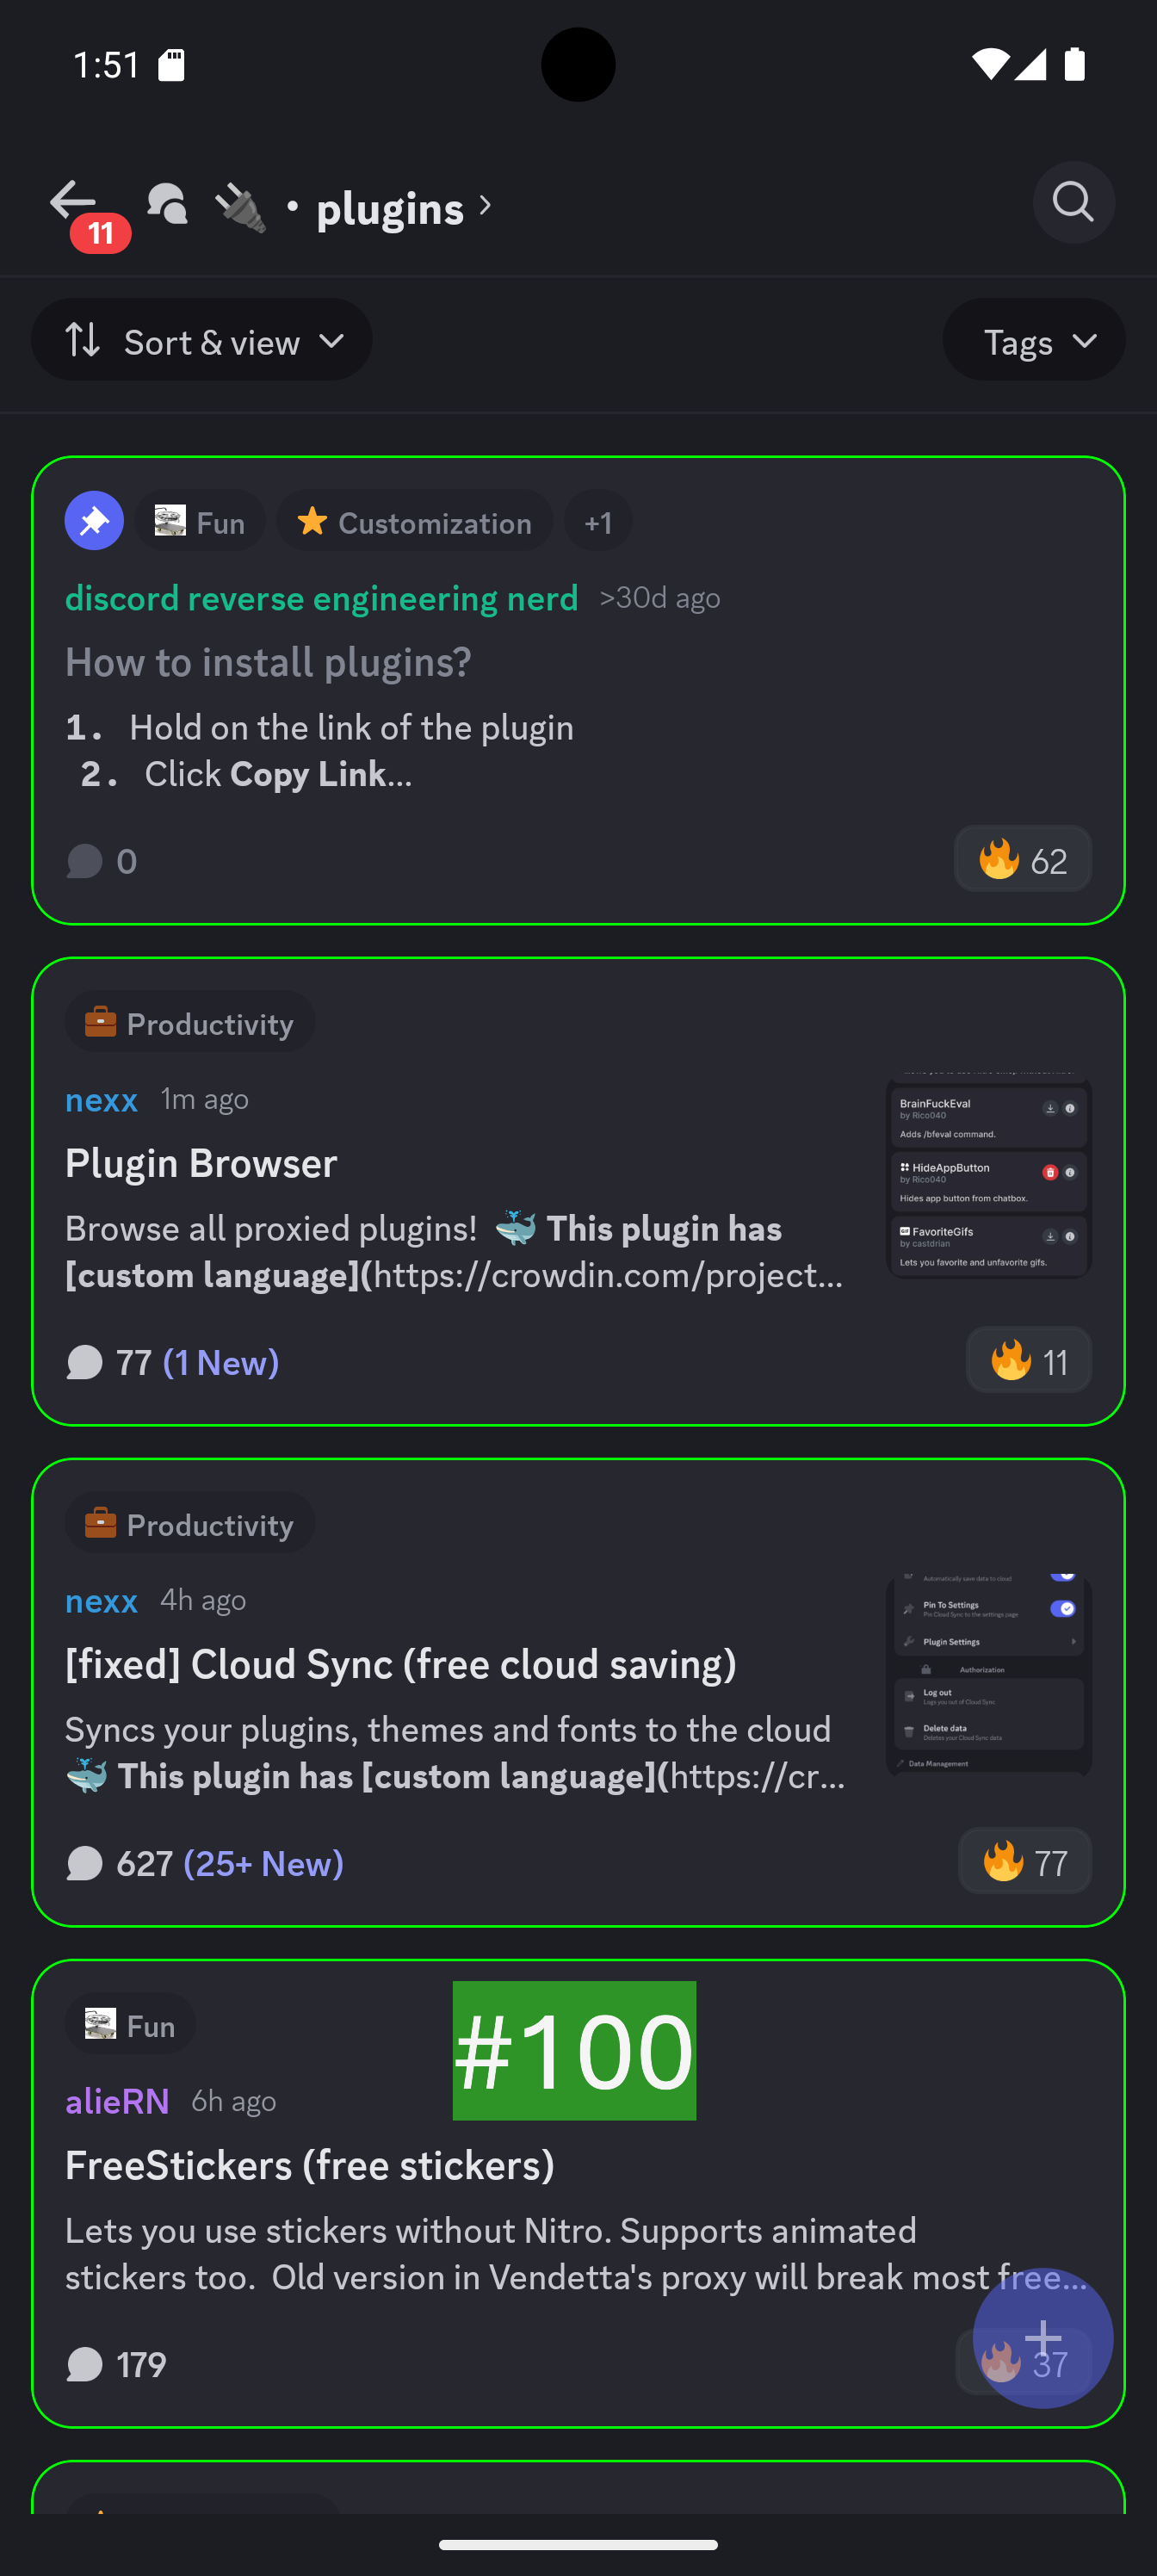 1:51
11
• plugins
Sort & view
Tags
Fun
Customization
+1
discord reverse engineering nerd >30d ago
How to install plugins?
1. Hold on the link of the plugin
2. Click Copy Link...
0
62
Productivity
nexx 1m ago
Plugin Browser
Browse all proxied plugins! 🐳 This plugin has
[custom language](https://crowdin.com/project...
77 (1 New)
11
BrainFuckEval
by Rico040
Adds /bfeval command.
HideAppButton
by Rico040
Hides app button from chatbox.
FavoriteGifs
by castdrian
Lets you favorite and unfavorite gifs.
Productivity
nexx 4h ago
[fixed] Cloud Sync (free cloud saving)
Syncs your plugins, themes and fonts to the cloud
🐳 This plugin has [custom language](https://cr...
627 (25+ New)
77
Automatically save data to cloud
Pin To Settings
Pin Cloud Sync to the settings page
Plugin Settings
Authorization
Log out
Logs you out of Cloud Sync
Delete data
Deletes your Cloud Sync data
Data Management
Fun
#100
alieRN 6h ago
FreeStickers (free stickers)
Lets you use stickers without Nitro. Supports animated
stickers too. Old version in Vendetta's proxy will break most free...
179
37